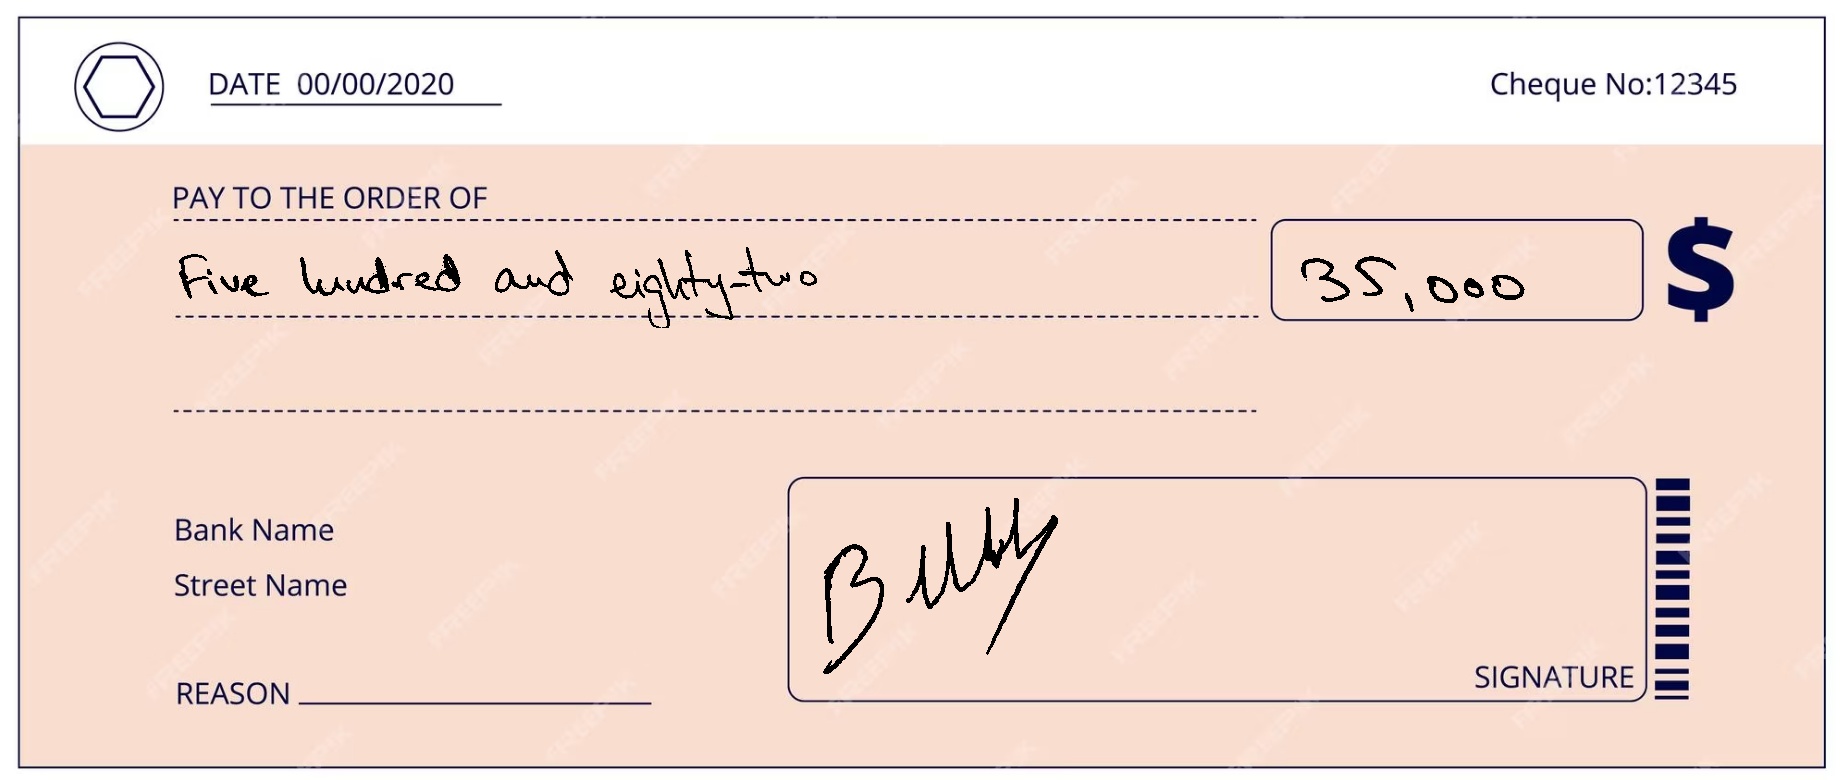 DATE 00/00/2020
Cheque No:12345
PAY TO THE ORDER OF
Five hundred and eighty-two
35,000
$
Bank Name
Street Name
REASON
SIGNATURE